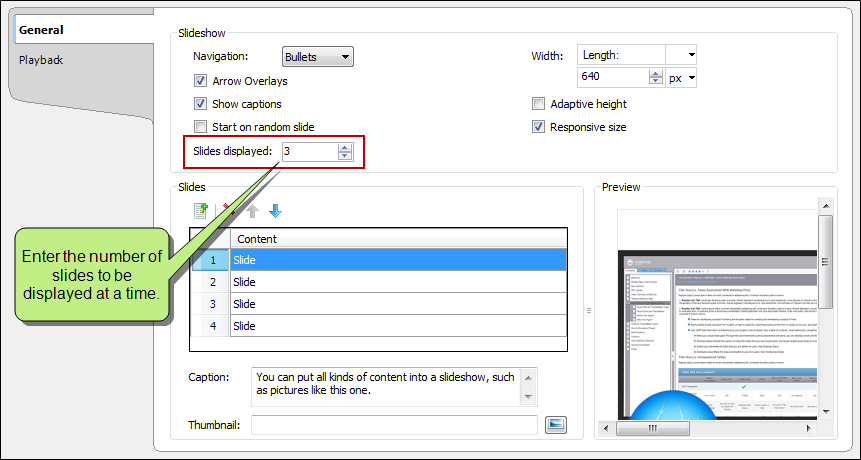 General
Playback
Slideshow
Navigation: Bullets
Width: Length:
640 px
Arrow Overlays
Show captions
Adaptive height
Start on random slide
Responsive size
Slides displayed: 3
Slides
Preview
Content
1 Slide
2 Slide
3 Slide
4 Slide
Enter the number of
slides to be
displayed at a time.
Caption: You can put all kinds of content into a slideshow, such
as pictures like this one.
Thumbnail: